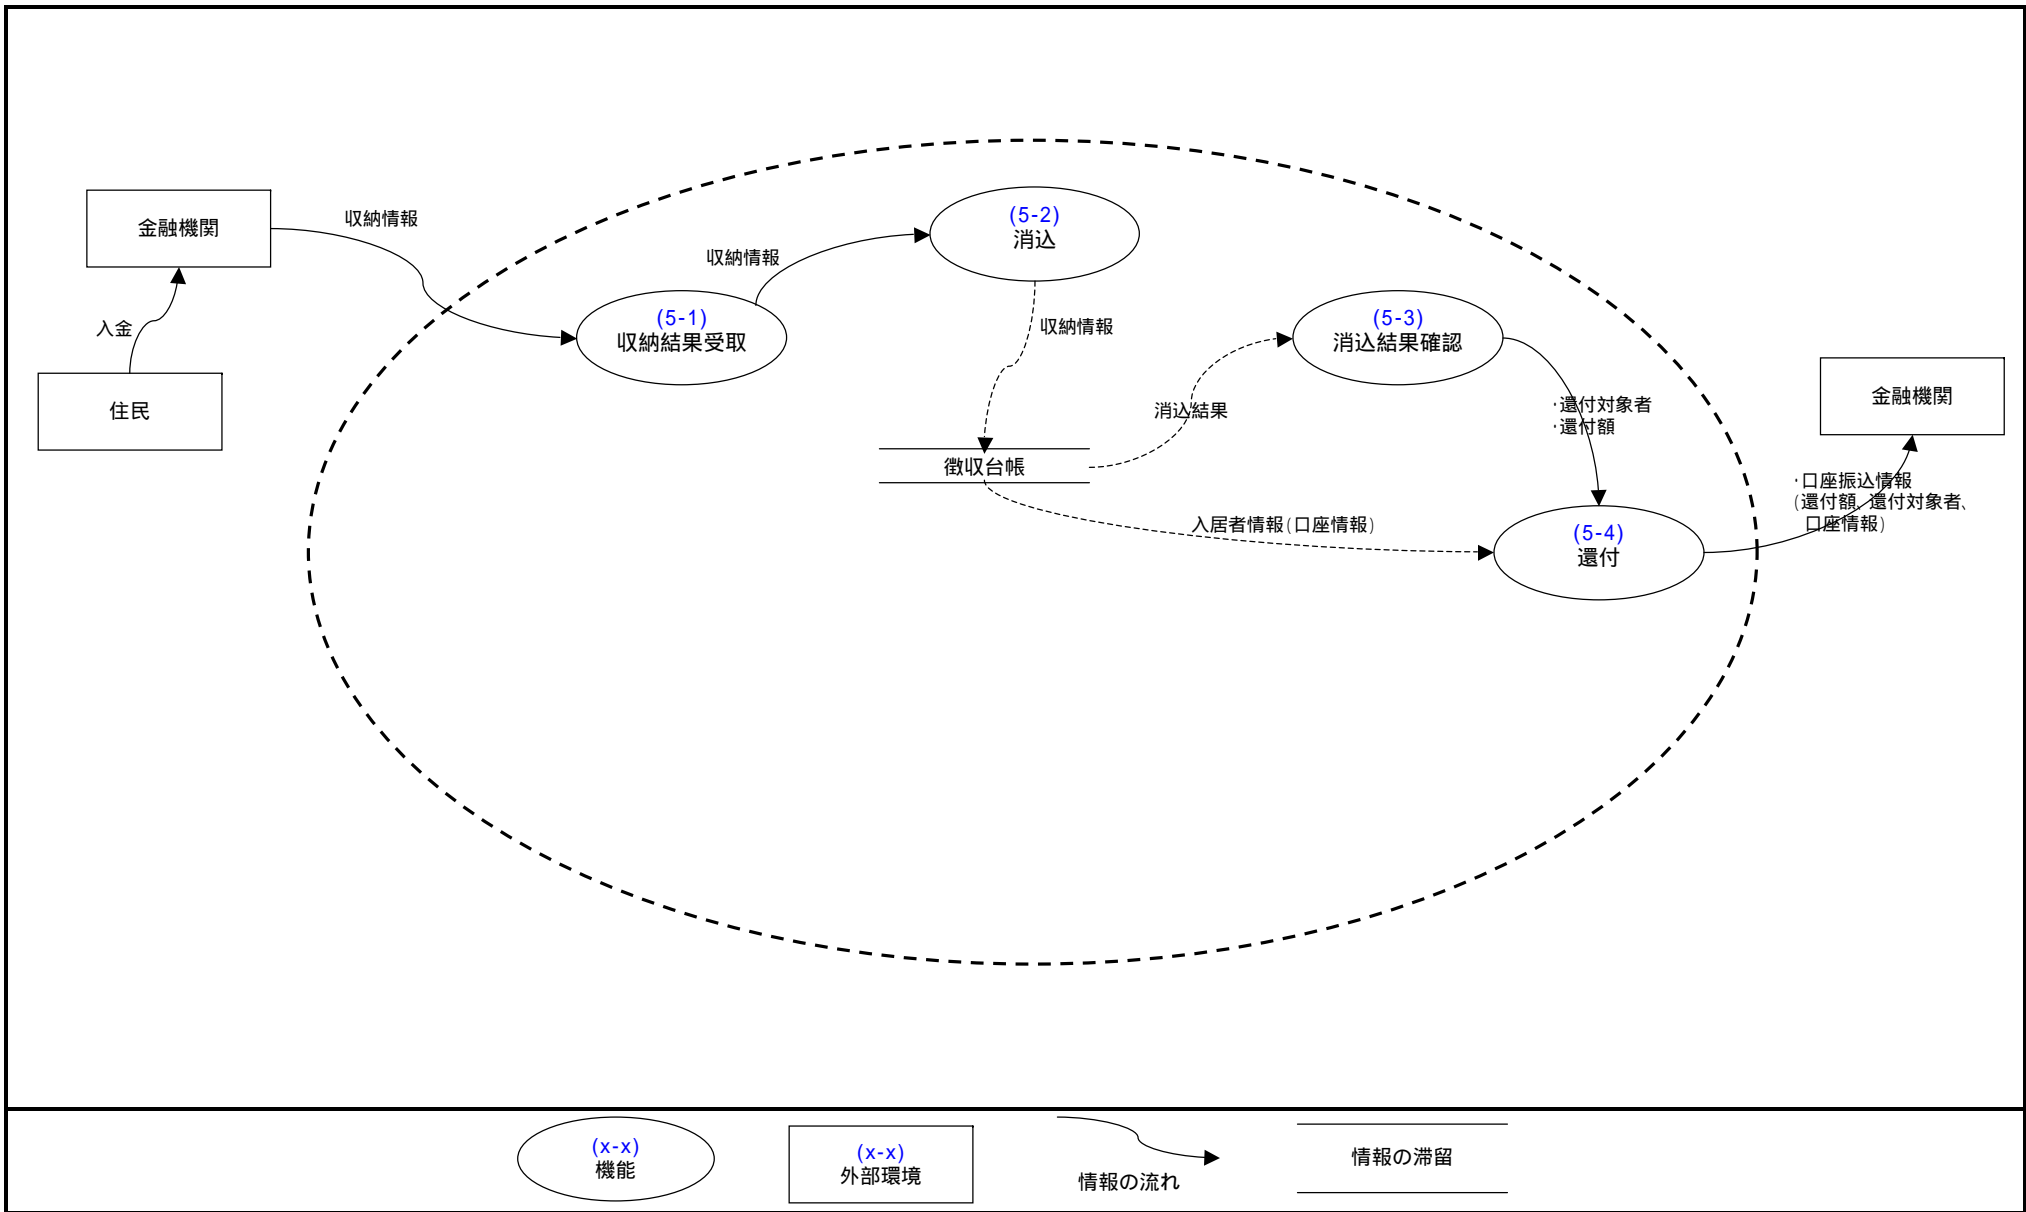 金融機関
収納情報
入金
住民
(5-1)
収納結果受取
収納情報
(5-2)
消込
収納情報
徴収台帳
消込結果
(5-3)
消込結果確認
・還付対象者
・還付額
入居者情報(口座情報)
(5-4)
還付
金融機関
・口座振込情報
(還付額、還付対象者、
口座情報)
(x-x)
機能
(x-x)
外部環境
情報の流れ
情報の滞留